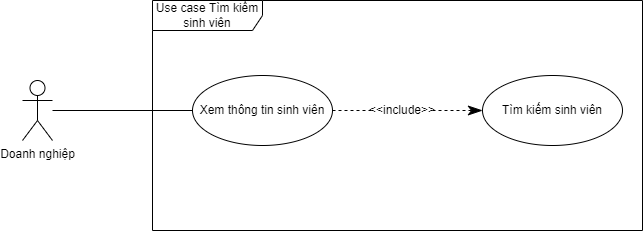 Use case Tìm kiếm
sinh viên
Xem thông tin sinh viên
<<include>>
Tìm kiếm sinh viên
Doanh nghiệp